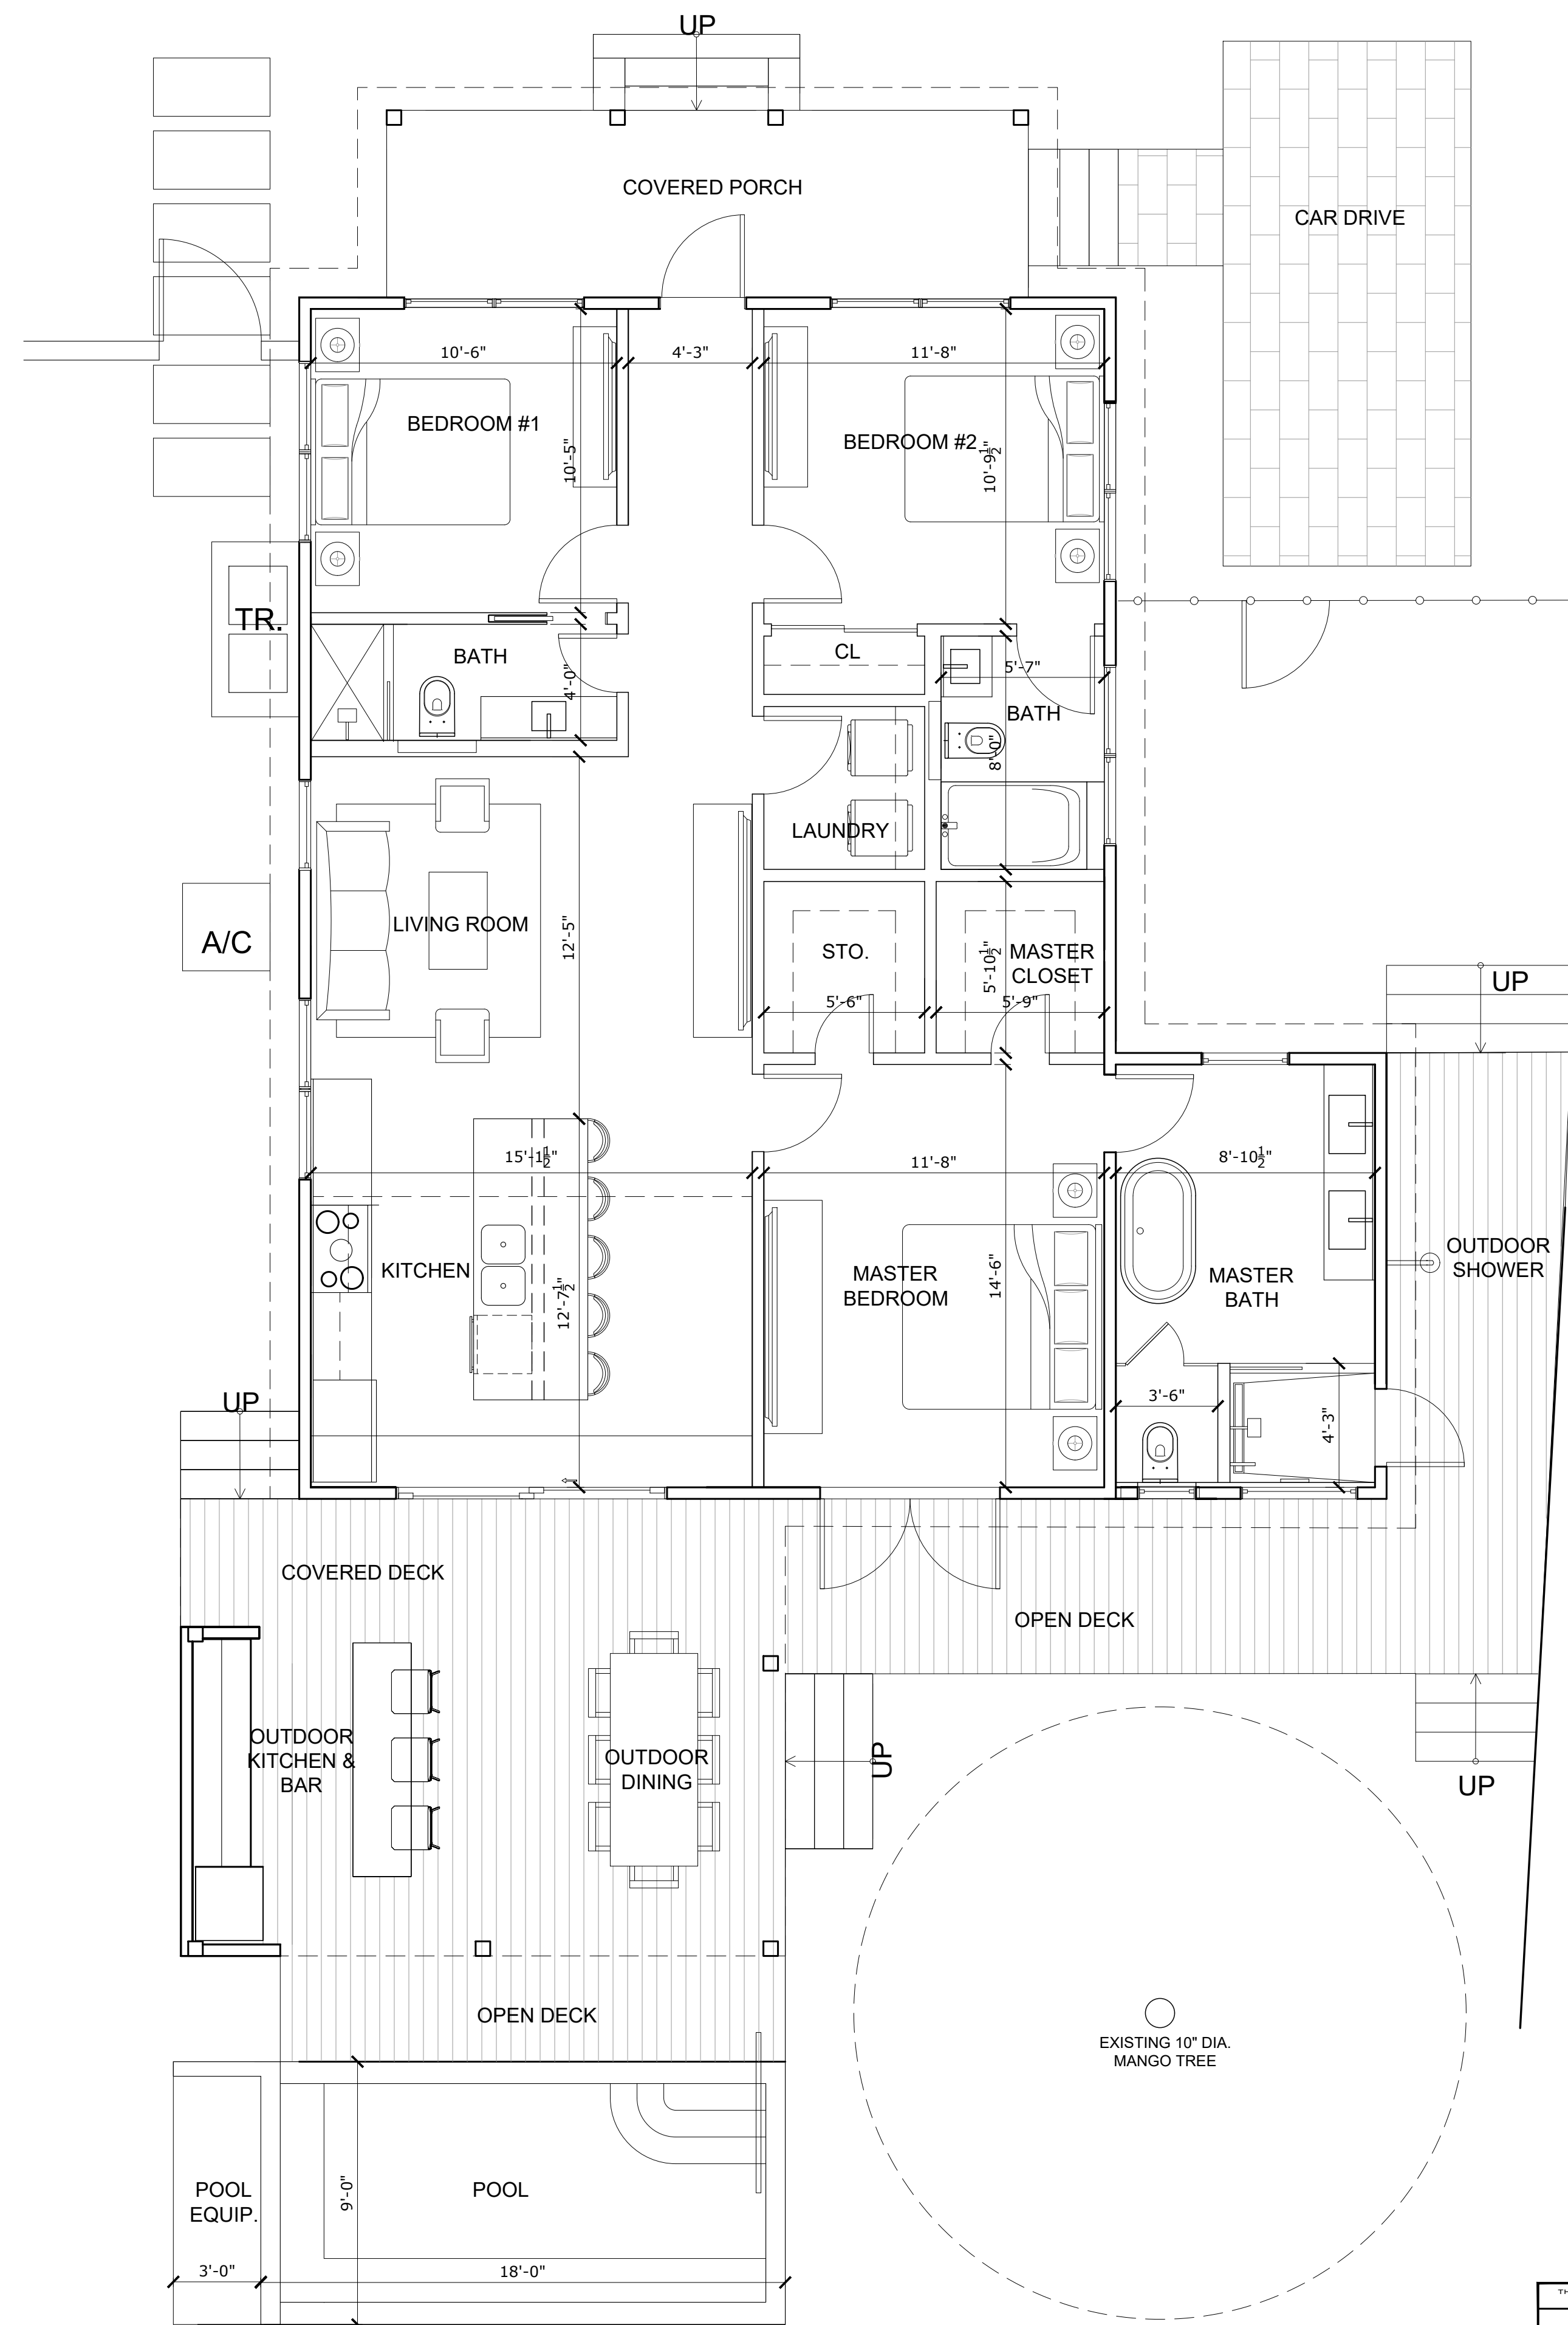 UP
COVERED PORCH
CAR DRIVE
10'-6"
4'-3"
11'-8"
BEDROOM #1
BEDROOM #2
10'-5"
10'-9½"
TR.
BATH
CL
5'-7"
4'-0"
BATH
8'-0"
LAUNDRY
LIVING ROOM
A/C
12'-5"
STO.
5'-10½"
MASTER
CLOSET
UP
5'-6"
5'-9"
15'-1½"
11'-8"
8'-10½"
KITCHEN
12'-7½"
MASTER
BEDROOM
14'-6"
MASTER
BATH
OUTDOOR
SHOWER
UP
3'-6"
4'-3"
COVERED DECK
OPEN DECK
OUTDOOR
KITCHEN &
BAR
OUTDOOR
DINING
UP
UP
OPEN DECK
EXISTING 10" DIA.
MANGO TREE
POOL
EQUIP.
9'-0"
POOL
3'-0"
18'-0"